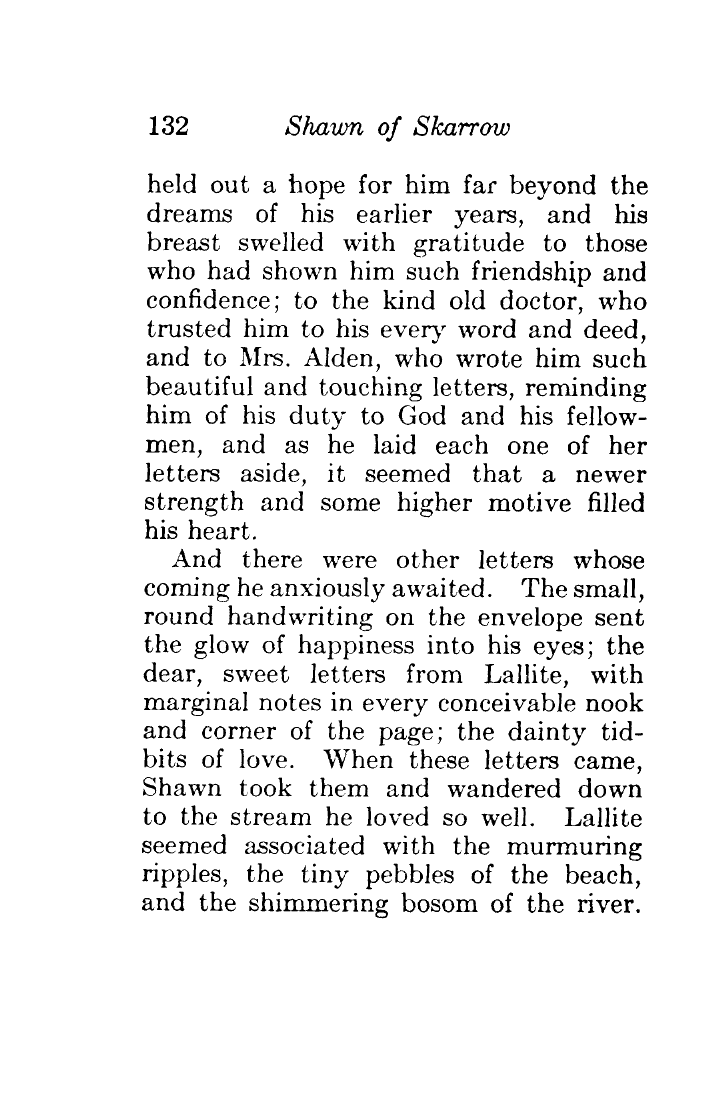 132 Shawn of Skarrow
held out a hope for him far beyond the
dreams of his earlier years, and his
breast swelled with gratitude to those
who had shown him such friendship and
confidence; to the kind old doctor, who
trusted him to his every word and deed,
and to Mrs. Alden, who wrote him such
beautiful and touching letters, reminding
him of his duty to God and his fellow-
men, and as he laid each one of her
letters aside, it seemed that a newer
strength and some higher motive filled
his heart.
And there were other letters whose
coming he anxiously awaited. The small,
round handwriting on the envelope sent
the glow of happiness into his eyes; the
dear, sweet letters from Lallite, with
marginal notes in every conceivable nook
and corner of the page; the dainty tid-
bits of love. When these letters came,
Shawn took them and wandered down
to the stream he loved so well. Lallite
seemed associated with the murmuring
ripples, the tiny pebbles of the beach,
and the shimmering bosom of the river.